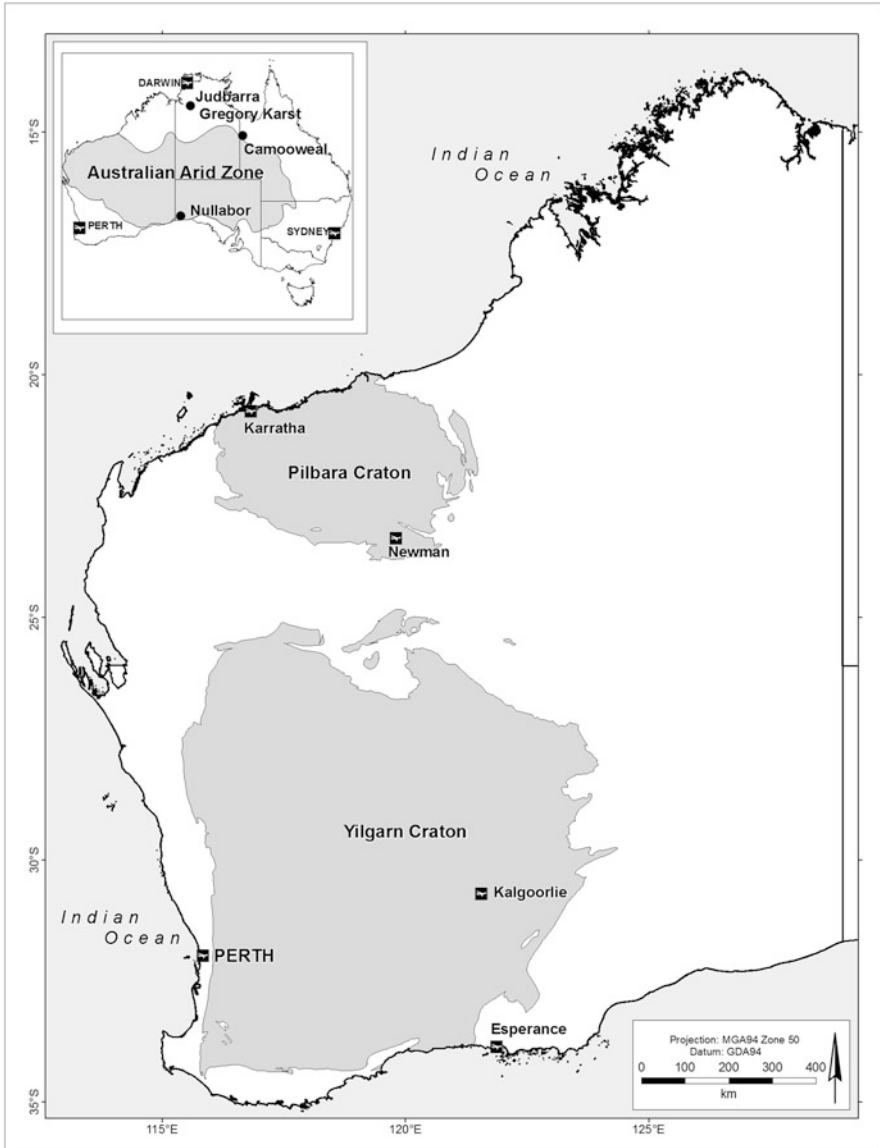 DARWIN
Judbarra
Gregory Karst
Camooweal
Australian Arid Zone
Nullabor
PERTH
SYDNEY
Indian
Ocean
15°S
20°S
Karratha
Pilbara Craton
Newman
25°S
Yilgarn Craton
30°S
Kalgoorlie
Indian
Ocean
PERTH
Esperance
Projection: MGA94 Zone 50
Datum: GDA94
0 100 200 300 400
km
35°S
115°E
120°E
125°E